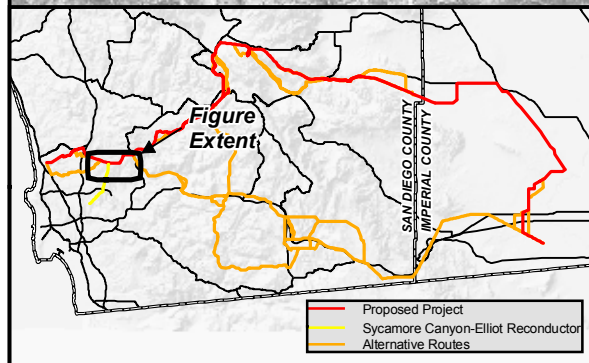 Figure
Extent
SAN DIEGO COUNTY
IMPERIAL COUNTY
Proposed Project
Sycamore Canyon-Elliot Reconductor
Alternative Routes